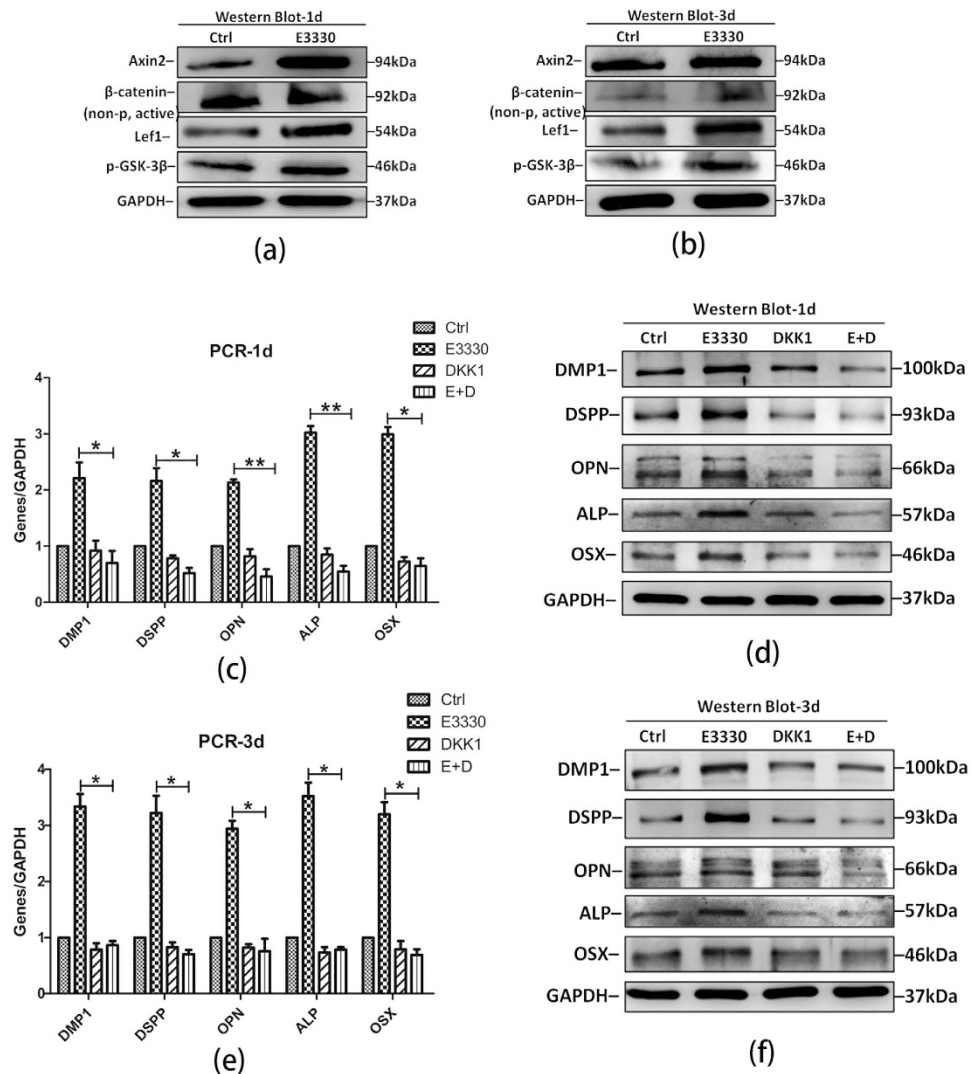 Western Blot-1d
Ctrl E3330
Axin2 94kDa
β-catenin 92kDa
(non-p, active)
Lef1 54kDa
p-GSK-3β 46kDa
GAPDH 37kDa
(a)
Western Blot-3d
Ctrl E3330
Axin2 94kDa
β-catenin 92kDa
(non-p, active)
Lef1 54kDa
p-GSK-3β 46kDa
GAPDH 37kDa
(b)
Ctrl
E3330
DKK1
E+D
PCR-1d
Genes/GAPDH
4
3
2
1
0
* * ** ** *
DMP1 DSPP OPN ALP OSX
(c)
Western Blot-1d
Ctrl E3330 DKK1 E+D
DMP1 100kDa
DSPP 93kDa
OPN 66kDa
ALP 57kDa
OSX 46kDa
GAPDH 37kDa
(d)
Ctrl
E3330
DKK1
E+D
PCR-3d
Genes/GAPDH
4
3
2
1
0
* * * * *
DMP1 DSPP OPN ALP OSX
(e)
Western Blot-3d
Ctrl E3330 DKK1 E+D
DMP1 100kDa
DSPP 93kDa
OPN 66kDa
ALP 57kDa
OSX 46kDa
GAPDH 37kDa
(f)